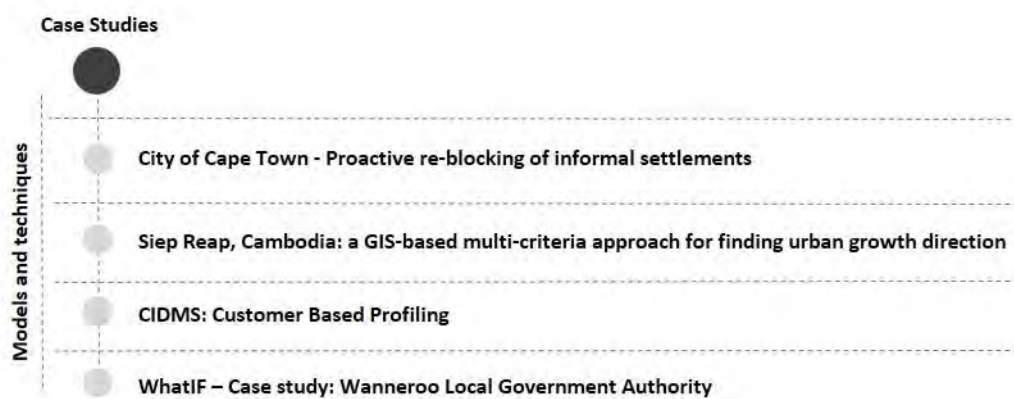 Case Studies
Models and techniques
City of Cape Town - Proactive re-blocking of informal settlements
Siep Reap, Cambodia: a GIS-based multi-criteria approach for finding urban growth direction
CIDMS: Customer Based Profiling
WhatIF – Case study: Wanneroo Local Government Authority